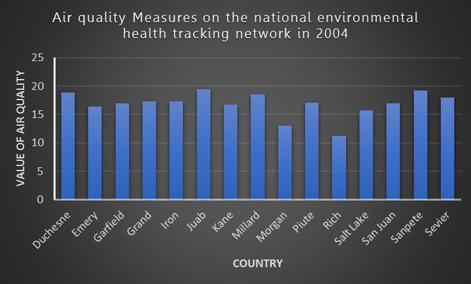 Air quality Measures on the national environmental
health tracking network in 2004
VALUE OF AIR QUALITY
25
20
15
10
5
0
Duchesne
Emery
Garfield
Grand
Iron
Juab
Kane
Millard
Morgan
Piute
Rich
Salt Lake
San Juan
Sanpete
Sevier
COUNTRY